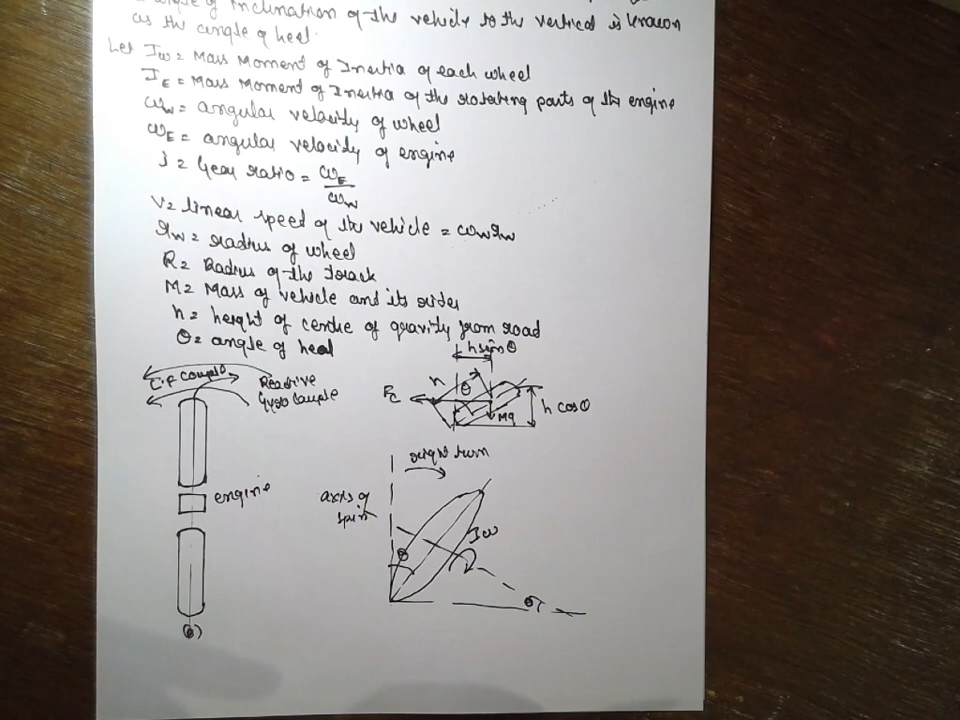 angle of Inclination of the vehicle to the vertical is known
as the angle of heel.
Let Iw = Mass Moment of Inertia of each wheel
IE = Mass Moment of Inertia of the rotating parts of the engine
ωw = angular velocity of wheel
ωE = angular velocity of engine
G = Gear ratio = ωE/ωw
V = linear speed of the vehicle = ωw rw
rw = radius of wheel
R = Radius of the track
M = Mass of vehicle and its rider
h = height of centre of gravity from road
θ = angle of heel
C.F Couple
Reactive
Gyro Couple
engine
h sinθ
h
θ
Fc
Mg
h cosθ
right turn
axis of
spin
θ
Iω
θ